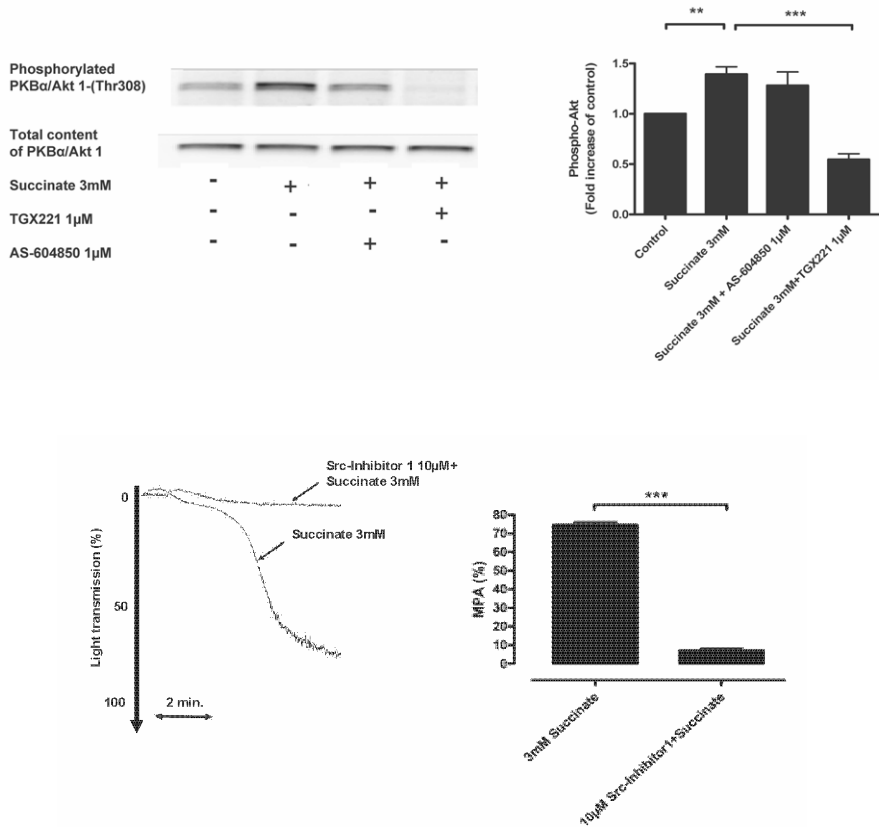 Phosphorylated
PKBα/Akt 1-(Thr308)
Total content
of PKBα/Akt 1
Succinate 3mM - + + +
TGX221 1µM - - - +
AS-604850 1µM - - + -
** ***
Phospho-Akt
(Fold increase of control)
1.5
1.0
0.5
0.0
Control
Succinate 3mM
Succinate 3mM + AS-604850 1µM
Succinate 3mM+TGX221 1µM
Light transmission (%)
0
50
100
2 min.
Src-Inhibitor 1 10µM+
Succinate 3mM
Succinate 3mM
***
MPA (%)
80
70
60
50
40
30
20
10
0
3mM Succinate
10µM Src-Inhibitor1+Succinate